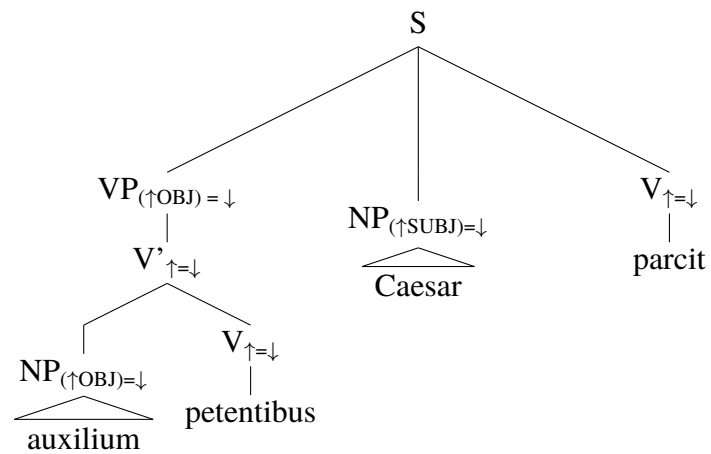 S
VP(↑OBJ) = ↓
NP(↑SUBJ)=↓
V↑=↓
V’↑=↓
Caesar
parcit
NP(↑OBJ)=↓
V↑=↓
auxilium
petentibus